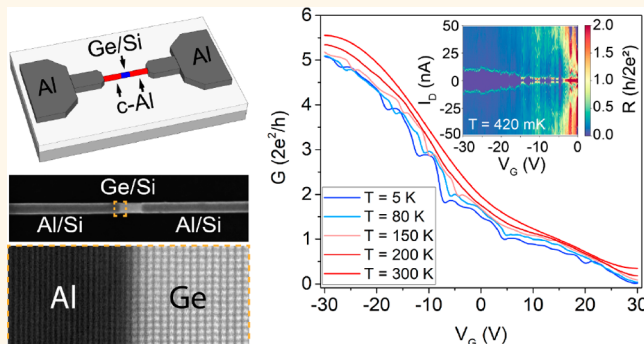 Ge/Si
Al
Al
c-Al
Ge/Si
Al/Si
Al/Si
Al
Ge
G (2e²/h)
6
5
4
3
2
1
0
-30
-20
-10
0
10
20
30
V_G (V)
T = 5 K
T = 80 K
T = 150 K
T = 200 K
T = 300 K
I_D (nA)
50
25
0
-25
-50
T = 420 mK
-30
-20
-10
0
V_G (V)
2.0
1.5
1.0
0.5
0.0
R (h/2e²)